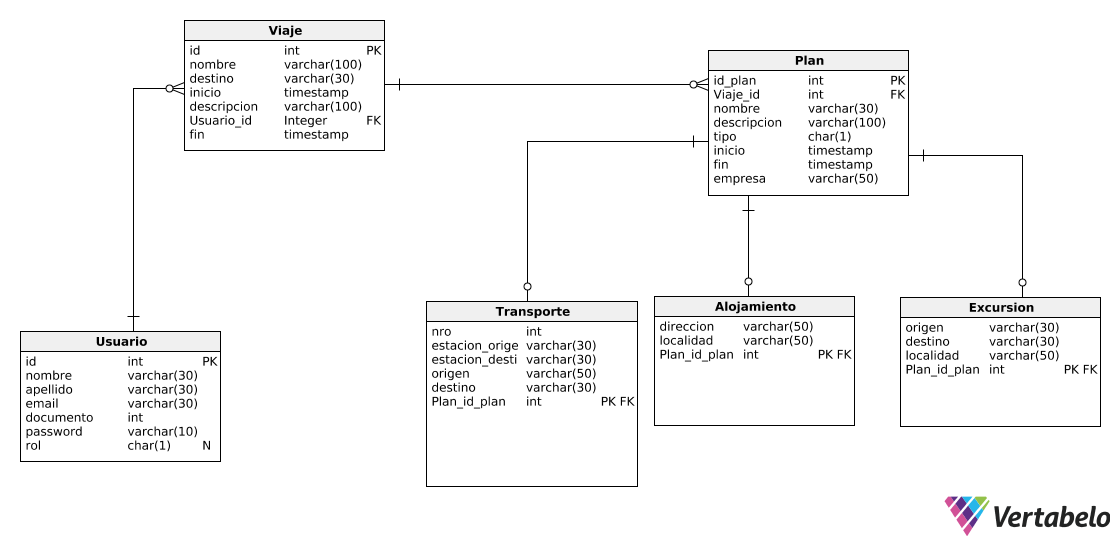 Viaje
id int PK
nombre varchar(100)
destino varchar(30)
inicio timestamp
descripcion varchar(100)
Usuario_id Integer FK
fin timestamp
Plan
id_plan int PK
Viaje_id int FK
nombre varchar(30)
descripcion varchar(100)
tipo char(1)
inicio timestamp
fin timestamp
empresa varchar(50)
Usuario
id int PK
nombre varchar(30)
apellido varchar(30)
email varchar(30)
documento int
password varchar(10)
rol char(1) N
Transporte
nro int
estacion_orige varchar(30)
estacion_desti varchar(30)
origen varchar(50)
destino varchar(30)
Plan_id_plan int PK FK
Alojamiento
direccion varchar(50)
localidad varchar(50)
Plan_id_plan int PK FK
Excursion
origen varchar(30)
destino varchar(30)
localidad varchar(50)
Plan_id_plan int PK FK
Vertabelo